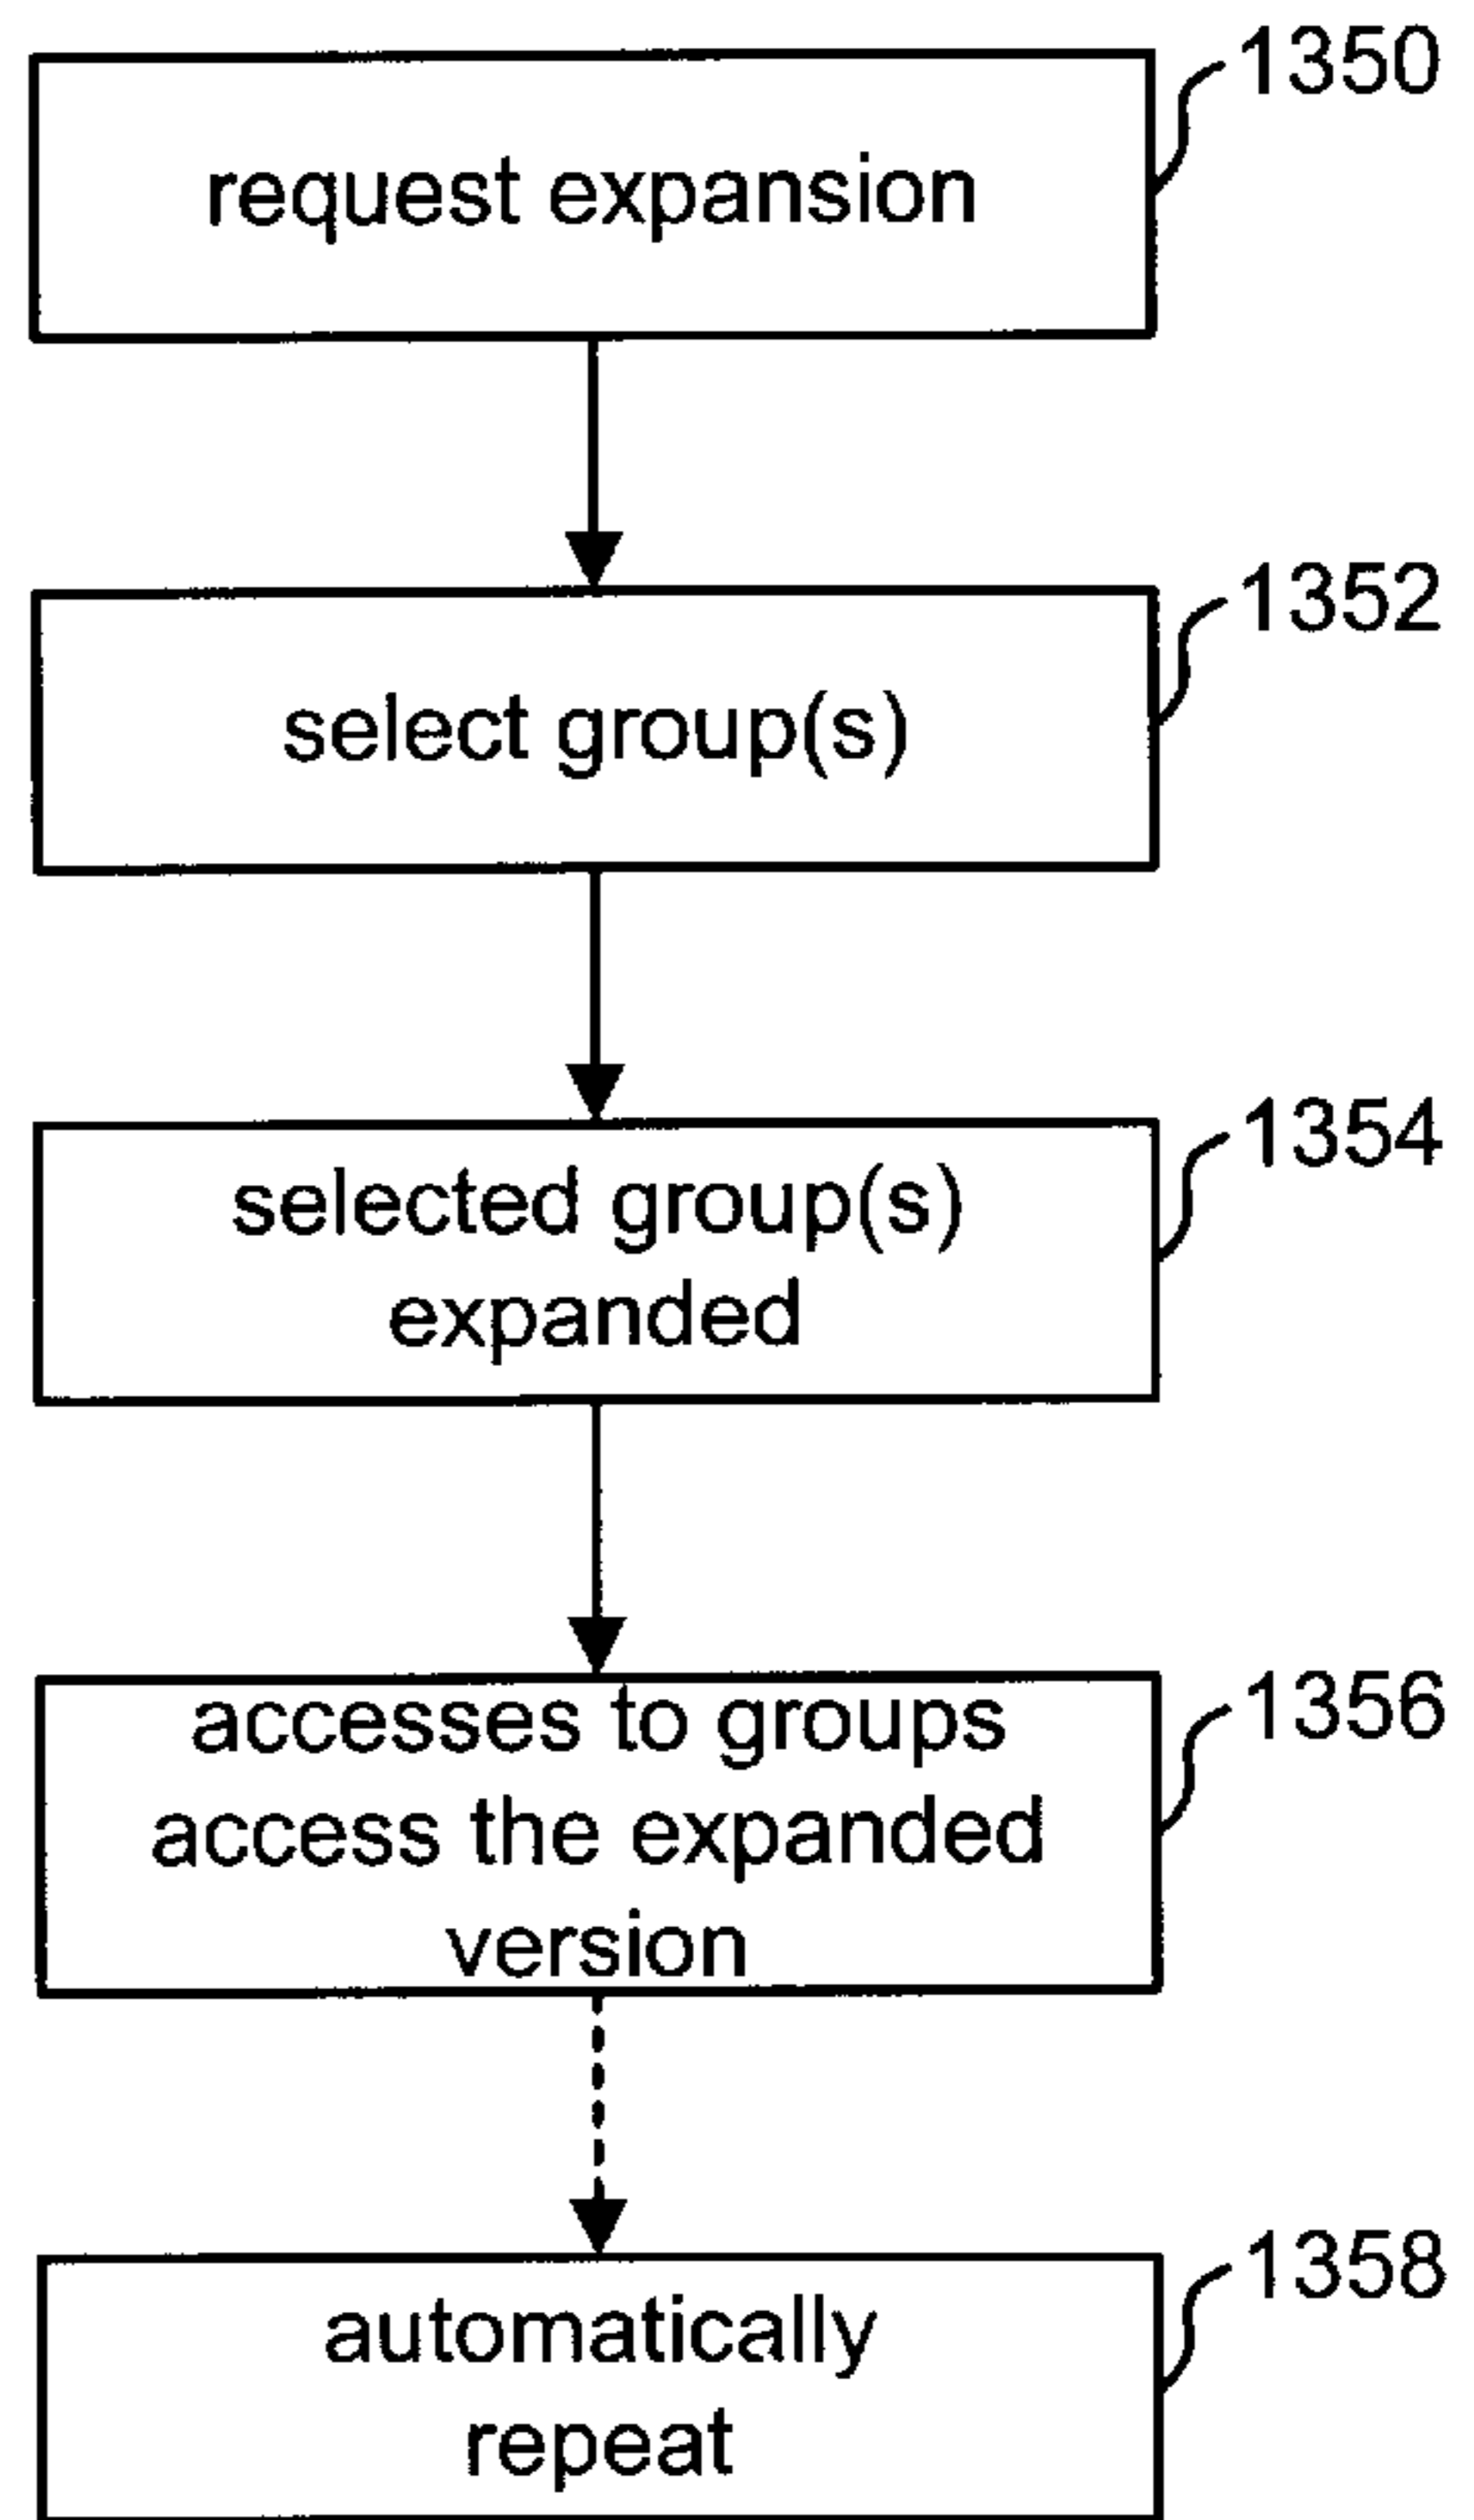 1350
request expansion
1352
select group(s)
1354
selected group(s)
expanded
1356
accesses to groups
access the expanded
version
1358
automatically
repeat